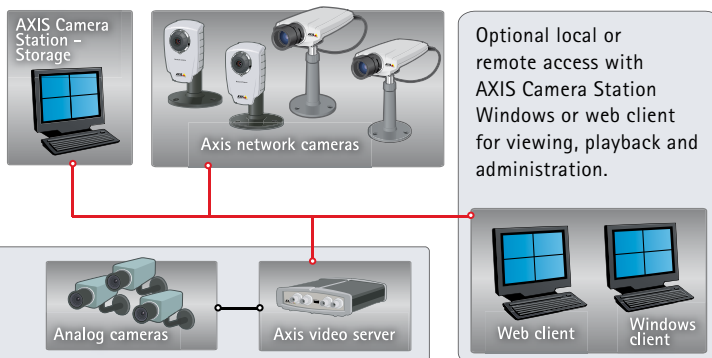 AXIS Camera
Station -
Storage
Axis network cameras
Optional local or
remote access with
AXIS Camera Station
Windows or web client
for viewing, playback and
administration.
Analog cameras
Axis video server
Web client
Windows
client